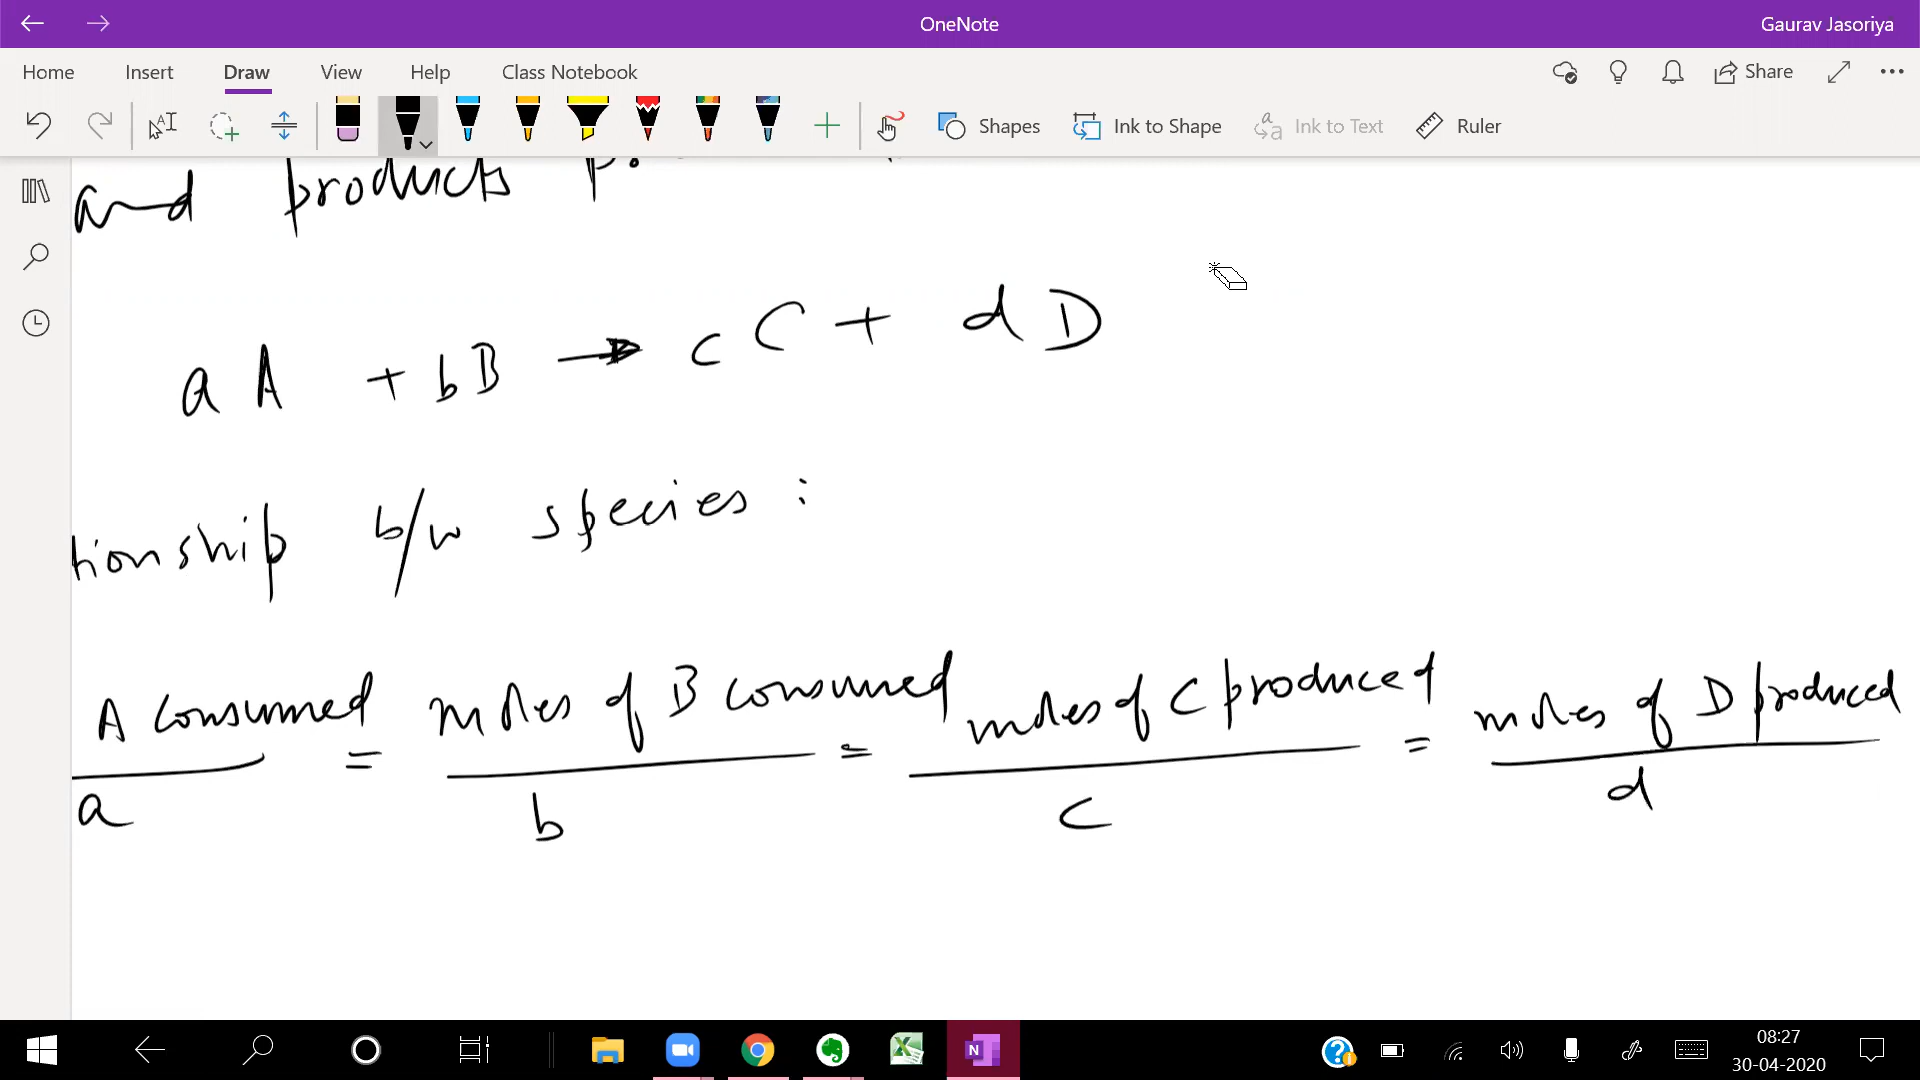 OneNote
Gaurav Jasoriya
Home Insert Draw View Help Class Notebook
Share
Shapes Ink to Shape Ink to Text Ruler
and products
a A + b B → c C + d D
tionship b/w species :
A consumed = moles of B consumed = moles of C produced = moles of D produced
a b c d
08:27
30-04-2020